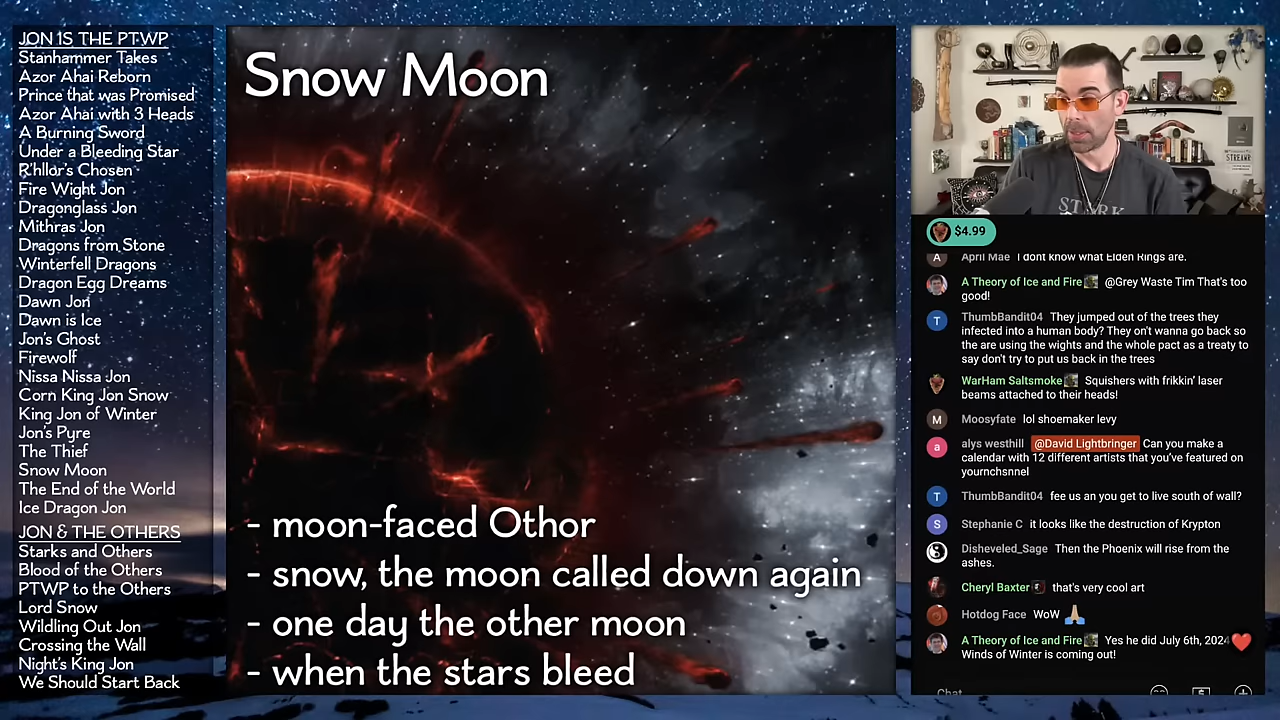 JON 1S THE PTWP
Stanhammer Takes
Azor Ahai Reborn
Prince that was Promised
Azor Ahai with 3 Heads
A Burning Sword
Under a Bleeding Star
R'hllor's Chosen
Fire Wight Jon
Dragonglass Jon
Mithras Jon
Dragons from Stone
Winterfell Dragons
Dragon Egg Dreams
Dawn Jon
Dawn is Ice
Jon's Ghost
Firewolf
Nissa Nissa Jon
Corn King Jon Snow
King Jon of Winter
Jon's Pyre
The Thief
Snow Moon
The End of the World
Ice Dragon Jon
JON & THE OTHERS
Starks and Others
Blood of the Others
PTWP to the Others
Lord Snow
Wildling Out Jon
Crossing the Wall
Night's King Jon
We Should Start Back
Snow Moon
- moon-faced Othor
- snow, the moon called down again
- one day the other moon
- when the stars bleed
STARK
STREAMR
$4.99
A April Mae I dont know what Elden Rings are.
A Theory of Ice and Fire @Grey Waste Tim That's too
good!
T ThumbBandit04 They jumped out of the trees they
infected into a human body? They on't wanna go back so
the are using the wights and the whole pact as a treaty to
say don't try to put us back in the trees
WarHam Saltsmoke Squishers with frikkin' laser
beams attached to their heads!
M Moosyfate lol shoemaker levy
a alys westhill @David Lightbringer Can you make a
calendar with 12 different artists that you've featured on
yournchsnnel
T ThumbBandit04 fee us an you get to live south of wall?
S Stephanie C it looks like the destruction of Krypton
Disheveled_Sage Then the Phoenix will rise from the
ashes.
Cheryl Baxter that's very cool art
Hotdog Face WoW
A Theory of Ice and Fire Yes he did July 6th, 2024
Winds of Winter is coming out!
Chat